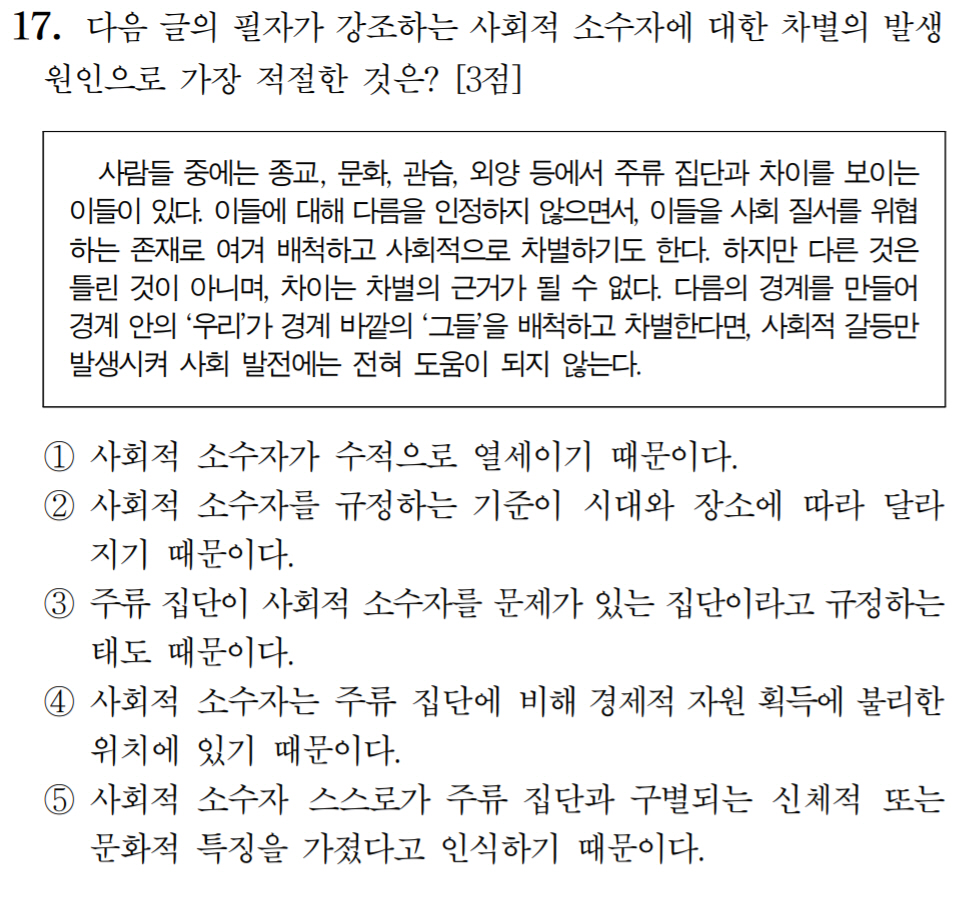 17. 다음 글의 필자가 강조하는 사회적 소수자에 대한 차별의 발생
원인으로 가장 적절한 것은? [3점]
사람들 중에는 종교, 문화, 관습, 외양 등에서 주류 집단과 차이를 보이는
이들이 있다. 이들에 대해 다름을 인정하지 않으면서, 이들을 사회 질서를 위협
하는 존재로 여겨 배척하고 사회적으로 차별하기도 한다. 하지만 다른 것은
틀린 것이 아니며, 차이는 차별의 근거가 될 수 없다. 다름의 경계를 만들어
경계 안의 ‘우리’가 경계 바깥의 ‘그들’을 배척하고 차별한다면, 사회적 갈등만
발생시켜 사회 발전에는 전혀 도움이 되지 않는다.
① 사회적 소수자가 수적으로 열세이기 때문이다.
② 사회적 소수자를 규정하는 기준이 시대와 장소에 따라 달라
지기 때문이다.
③ 주류 집단이 사회적 소수자를 문제가 있는 집단이라고 규정하는
태도 때문이다.
④ 사회적 소수자는 주류 집단에 비해 경제적 자원 획득에 불리한
위치에 있기 때문이다.
⑤ 사회적 소수자 스스로가 주류 집단과 구별되는 신체적 또는
문화적 특징을 가졌다고 인식하기 때문이다.